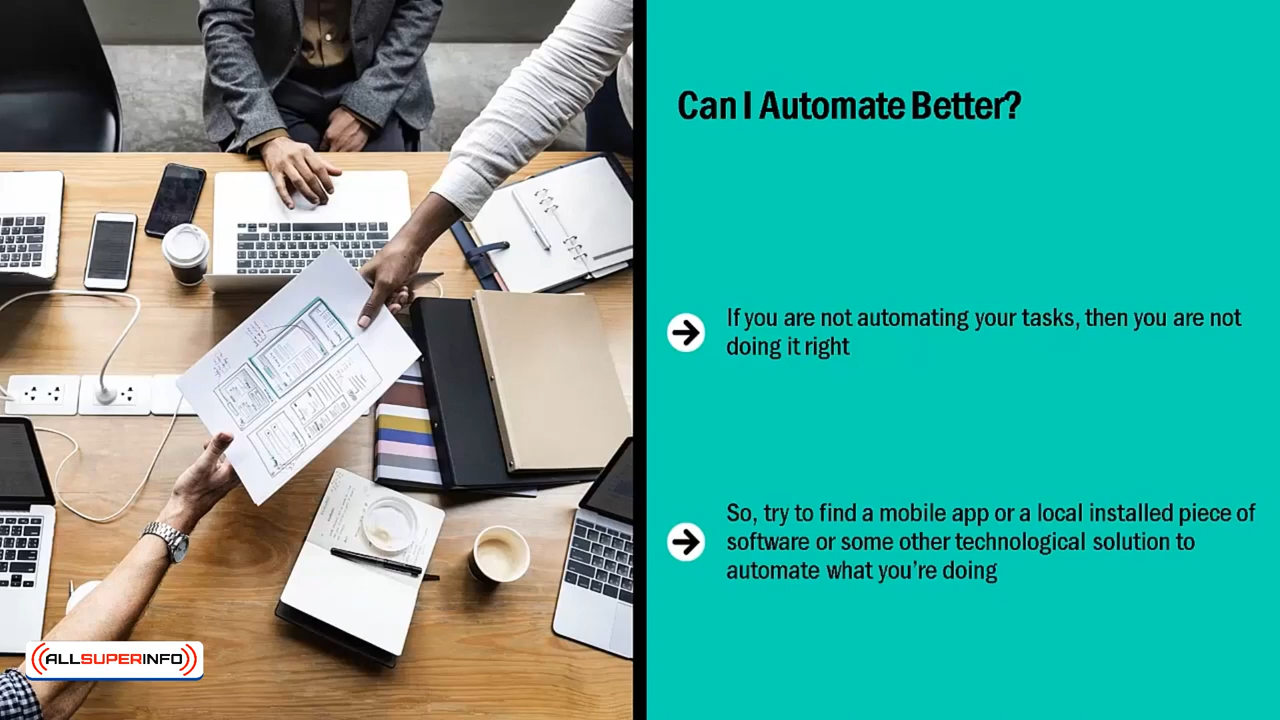 Can I Automate Better?
If you are not automating your tasks, then you are not
doing it right
So, try to find a mobile app or a local installed piece of
software or some other technological solution to
automate what you're doing
ALLSUPERINFO